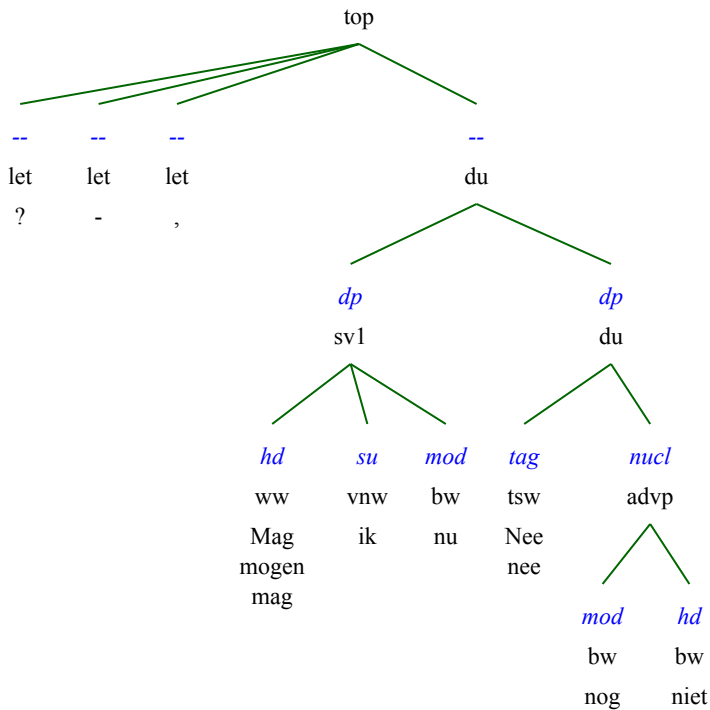 top
-- -- -- --
let let let du
? - ,
dp dp
sv1 du
hd su mod tag nucl
ww vnw bw tsw advp
Mag ik nu Nee
mogen nee
mag
mod hd
bw bw
nog niet